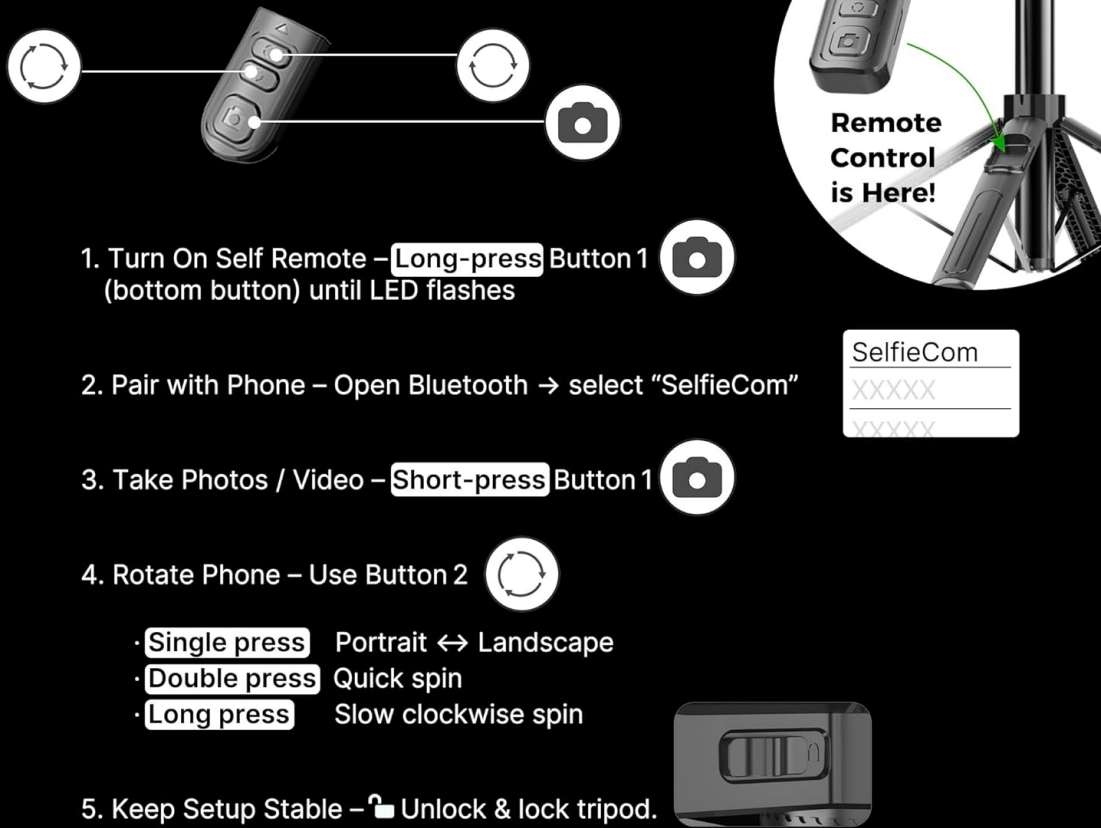 Remote
Control
is Here!
1. Turn On Self Remote – Long-press Button 1
(bottom button) until LED flashes
SelfieCom
2. Pair with Phone – Open Bluetooth → select “SelfieCom”
XXXXX
XXXXX
3. Take Photos / Video – Short-press Button 1
4. Rotate Phone – Use Button 2
· Single press Portrait ↔ Landscape
· Double press Quick spin
· Long press Slow clockwise spin
5. Keep Setup Stable – 🔓 Unlock & lock tripod.